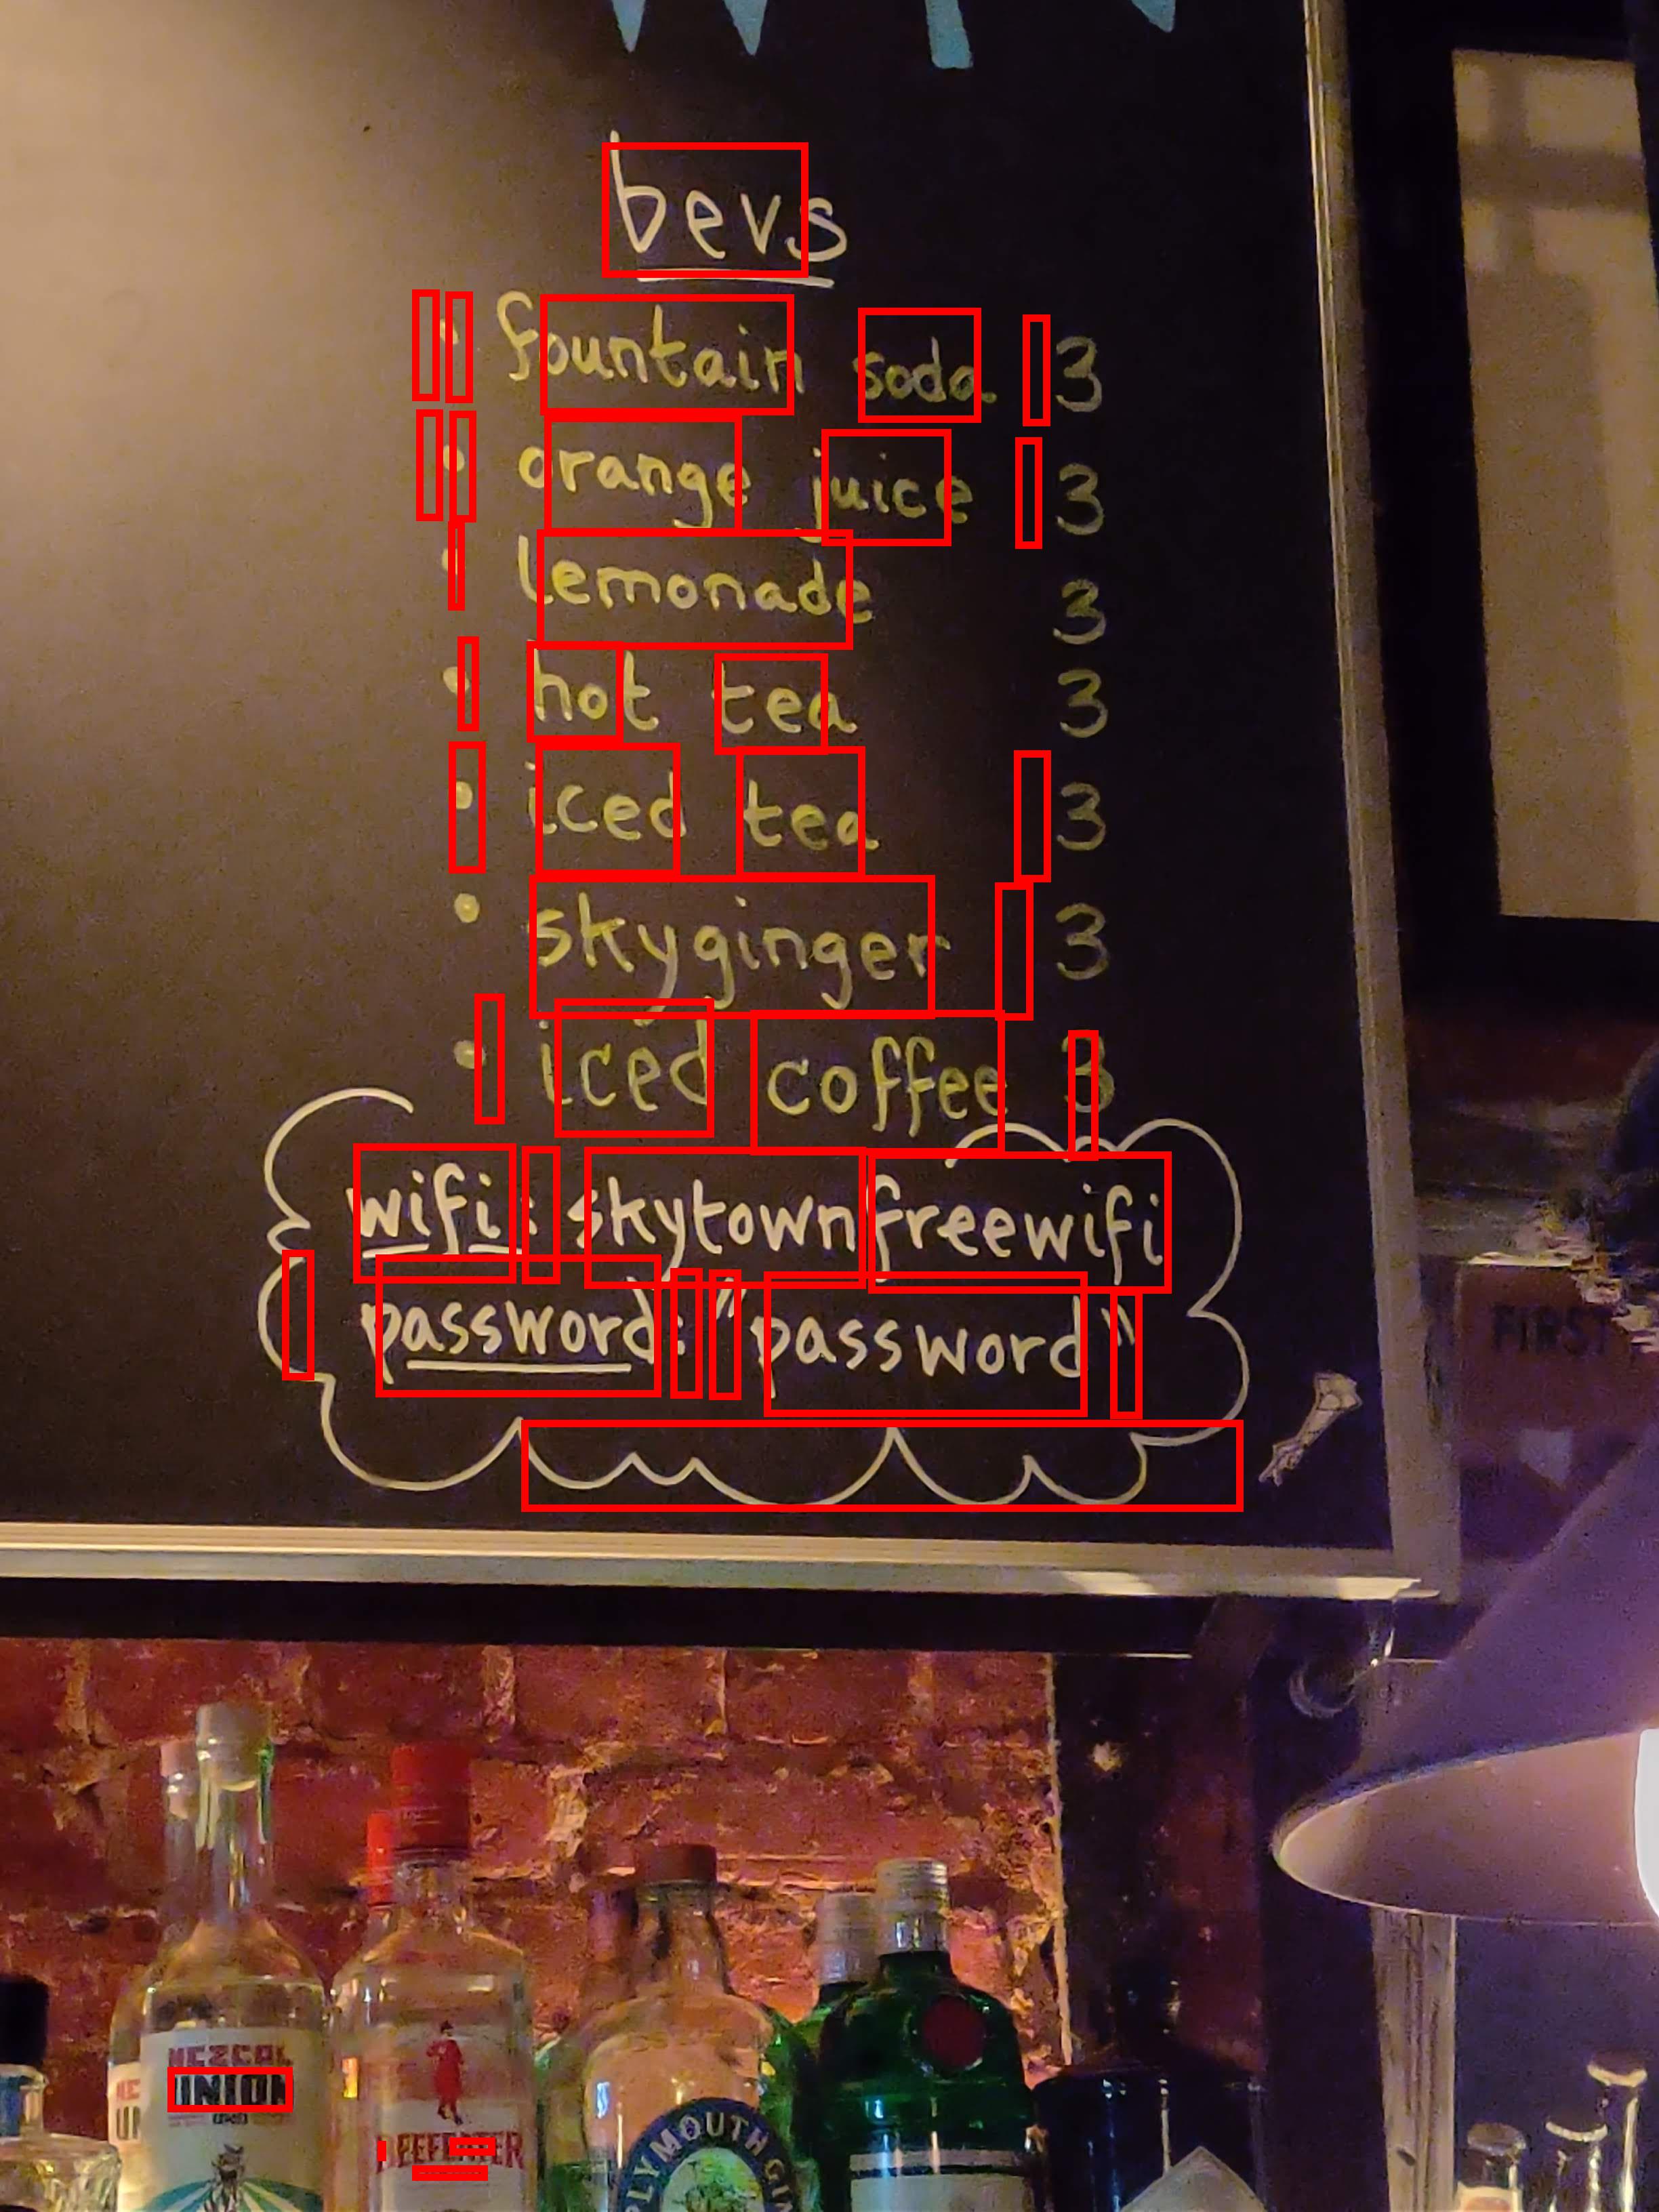 bevs
• fountain soda 3
• orange juice 3
• lemonade 3
• hot tea 3
• iced tea 3
• skyginger 3
• iced coffee 3
wifi: skytownfreewifi
password: "password"
FIRST
MEZCAL
UNION
BEEFEATER
PLYMOUTH GIN